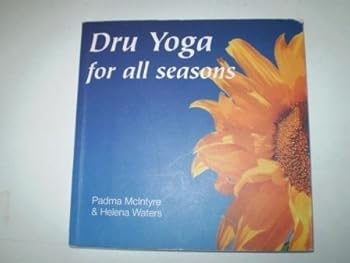 Dru Yoga
for all seasons
Padma McIntyre
& Helena Waters